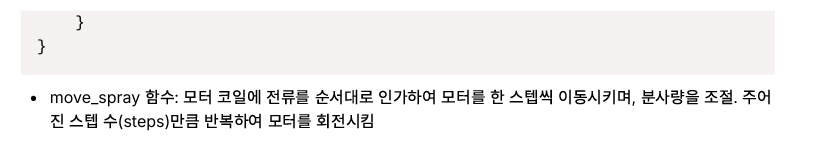 }
}
• move_spray 함수: 모터 코일에 전류를 순서대로 인가하여 모터를 한 스텝씩 이동시키며, 분사량을 조절. 주어
진 스텝 수(steps)만큼 반복하여 모터를 회전시킴